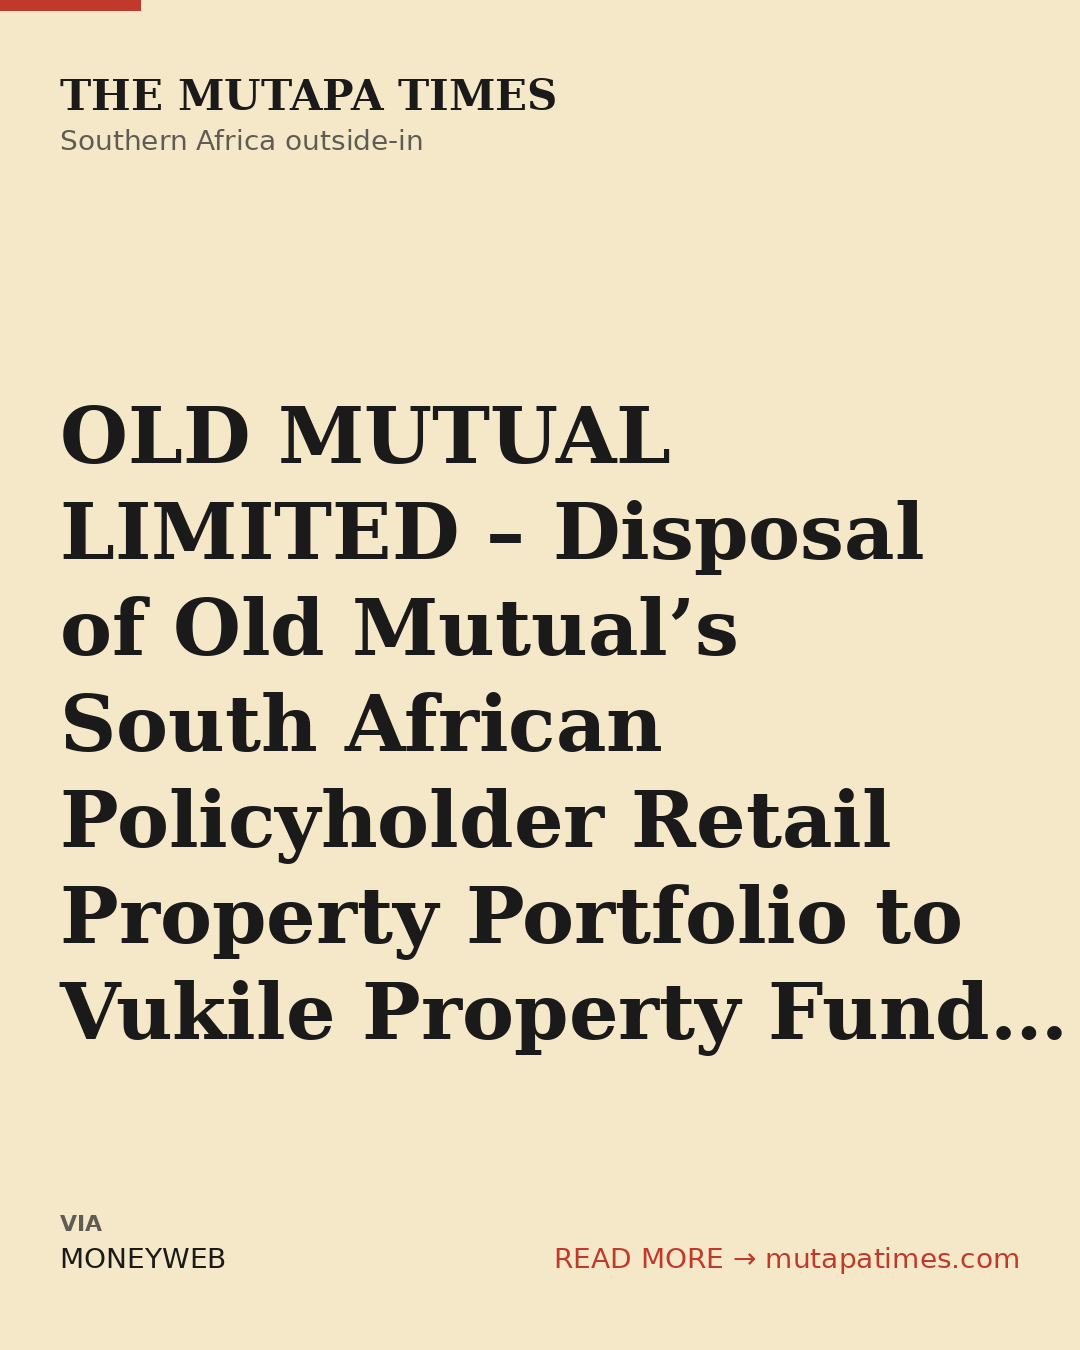 THE MUTAPA TIMES
Southern Africa outside-in
OLD MUTUAL
LIMITED – Disposal
of Old Mutual’s
South African
Policyholder Retail
Property Portfolio to
Vukile Property Fund…
VIA
MONEYWEB
READ MORE → mutapatimes.com